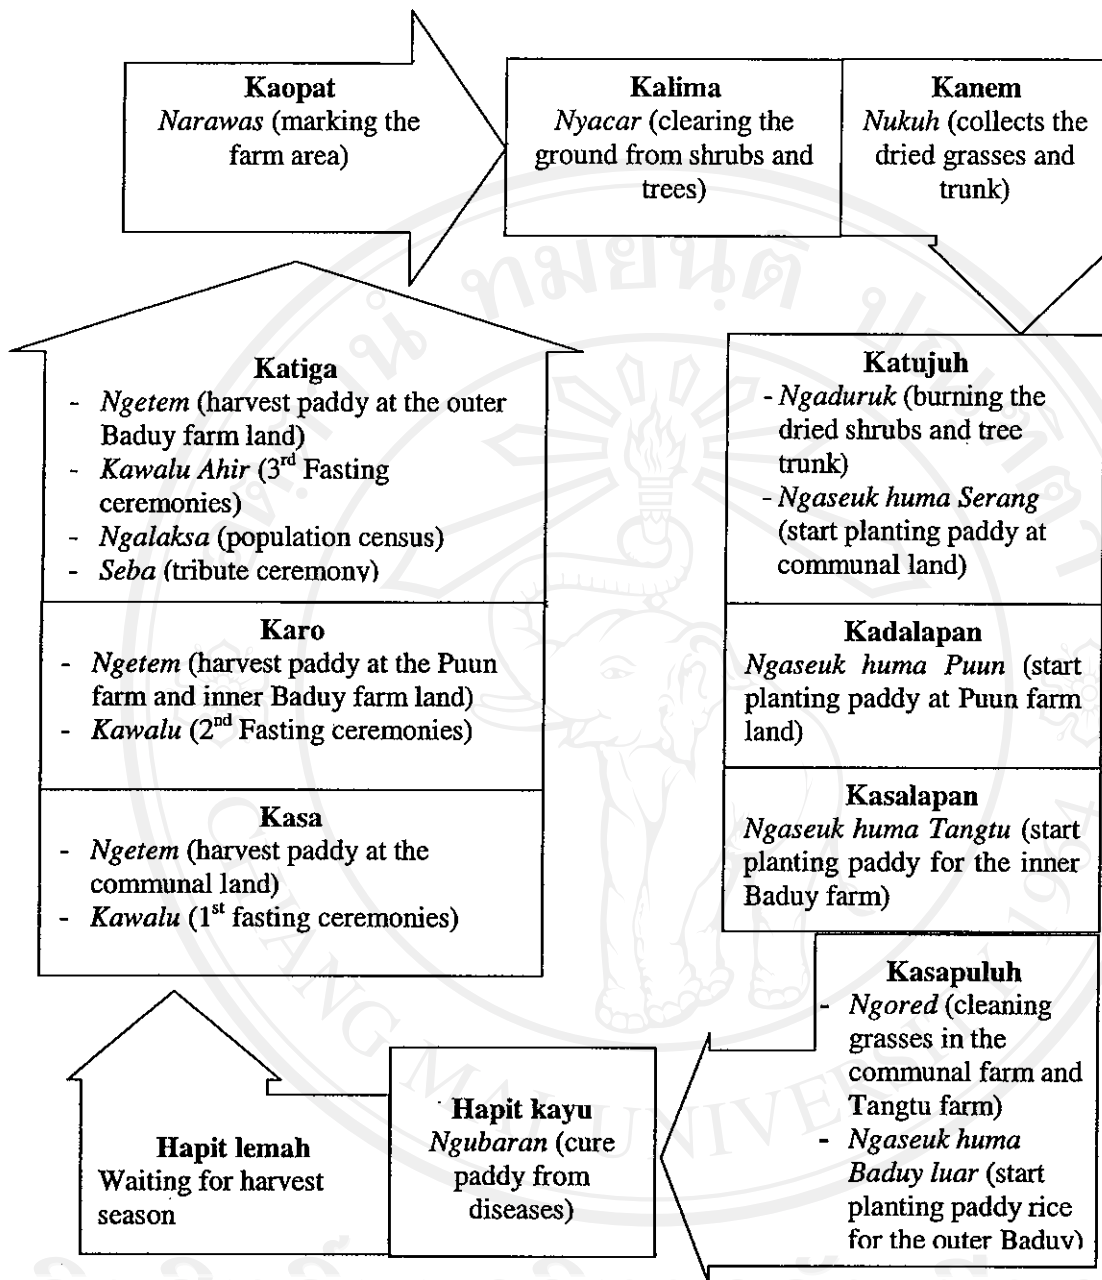 Kaopat
Narawas (marking the
farm area)
Kalima
Nyacar (clearing the
ground from shrubs and
trees)
Kanem
Nukuh (collects the
dried grasses and
trunk)
Katujuh
- Ngaduruk (burning the
dried shrubs and tree
trunk)
- Ngaseuk huma Serang
(start planting paddy at
communal land)
Kadalapan
Ngaseuk huma Puun (start
planting paddy at Puun farm
land)
Kasalapan
Ngaseuk huma Tangtu (start
planting paddy for the inner
Baduy farm)
Kasapuluh
- Ngored (cleaning
grasses in the
communal farm and
Tangtu farm)
- Ngaseuk huma
Baduy luar (start
planting paddy rice
for the outer Baduy)
Hapit kayu
Ngubaran (cure
paddy from
diseases)
Hapit lemah
Waiting for harvest
season
Kasa
- Ngetem (harvest paddy at the
communal land)
- Kawalu (1st fasting ceremonies)
Karo
- Ngetem (harvest paddy at the Puun
farm and inner Baduy farm land)
- Kawalu (2nd Fasting ceremonies)
Katiga
- Ngetem (harvest paddy at the outer
Baduy farm land)
- Kawalu Ahir (3rd Fasting
ceremonies)
- Ngalaksa (population census)
- Seba (tribute ceremony)
CHIANG MAI UNIVERSITY 1964